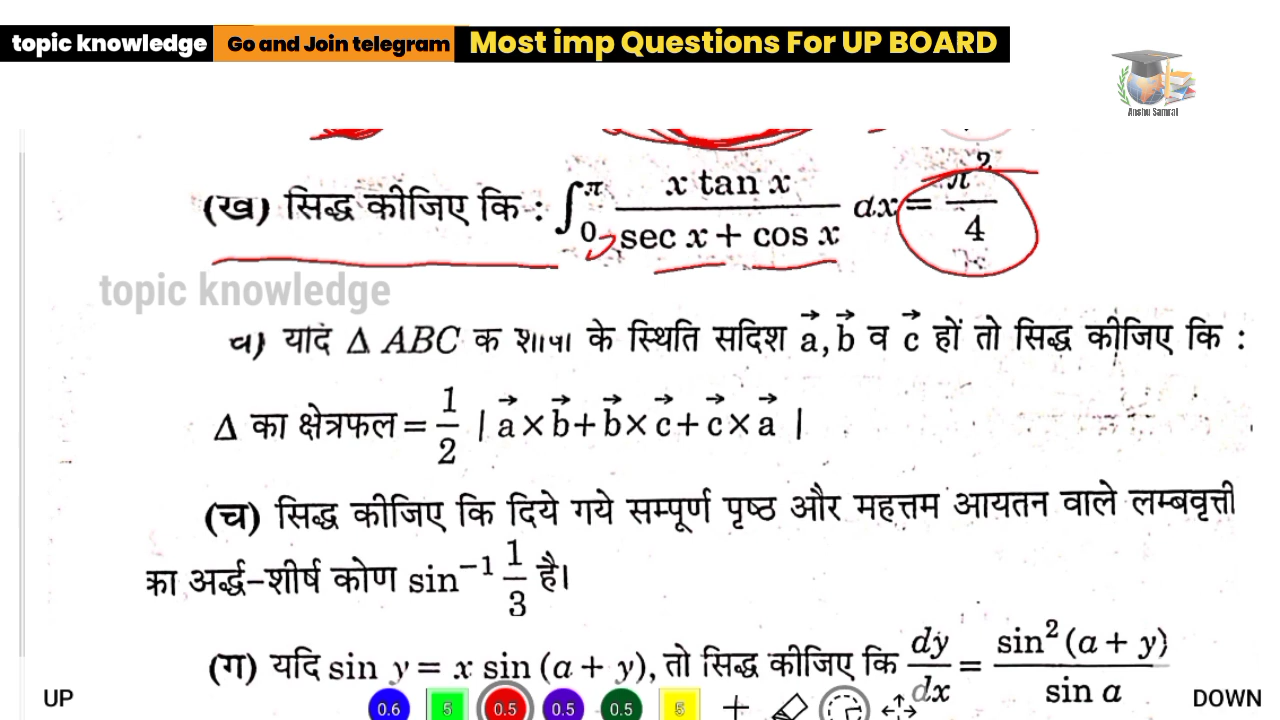 topic knowledge Go and Join telegram Most imp Questions For UP BOARD
Anshu Samrat
(ख) सिद्ध कीजिए कि : ∫₀^π (x tan x)/(sec x + cos x) dx = π²/4
topic knowledge
Δ ABC के स्थिति सदिश a⃗, b⃗ व c⃗ हों तो सिद्ध कीजिए कि :
Δ का क्षेत्रफल = 1/2 | a⃗ × b⃗ + b⃗ × c⃗ + c⃗ × a⃗ |
(च) सिद्ध कीजिए कि दिये गये सम्पूर्ण पृष्ठ और महत्तम आयतन वाले लम्बवृत्ती
का अर्द्ध-शीर्ष कोण sin⁻¹ 1/3 है।
(ग) यदि sin y = x sin (a + y), तो सिद्ध कीजिए कि dy/dx = sin² (a + y)/sin a
UP 0.6 5 0.5 0.5 0.5 5 DOWN